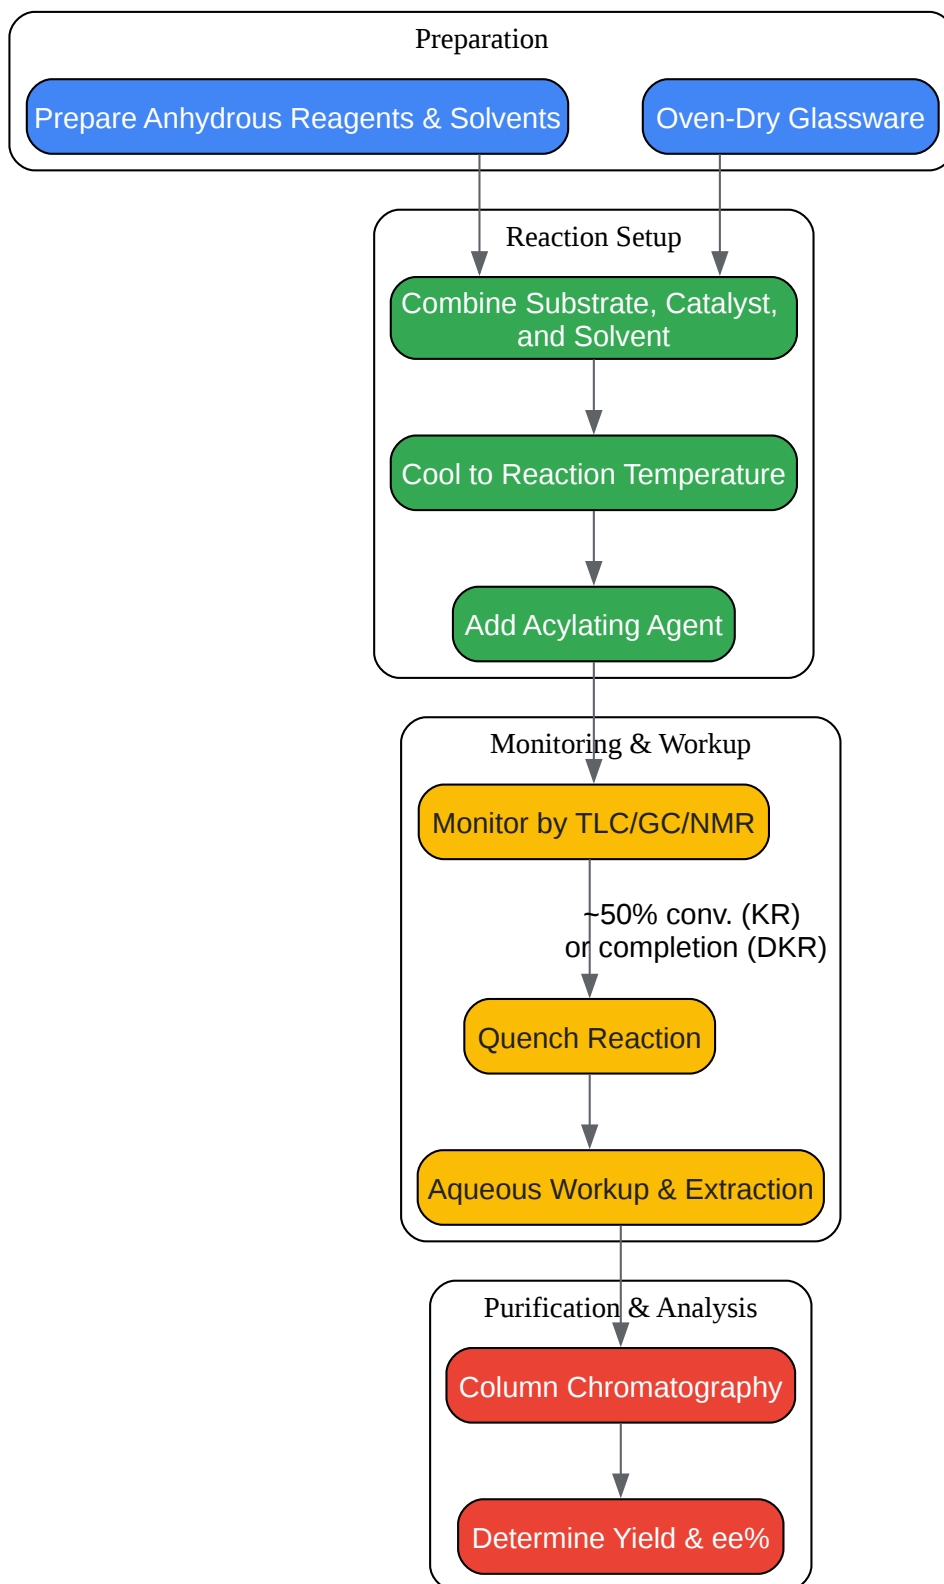 Preparation
Prepare Anhydrous Reagents & Solvents
Oven-Dry Glassware
Reaction Setup
Combine Substrate, Catalyst,
and Solvent
Cool to Reaction Temperature
Add Acylating Agent
Monitoring & Workup
Monitor by TLC/GC/NMR
~50% conv. (KR)
or completion (DKR)
Quench Reaction
Aqueous Workup & Extraction
Purification & Analysis
Column Chromatography
Determine Yield & ee%